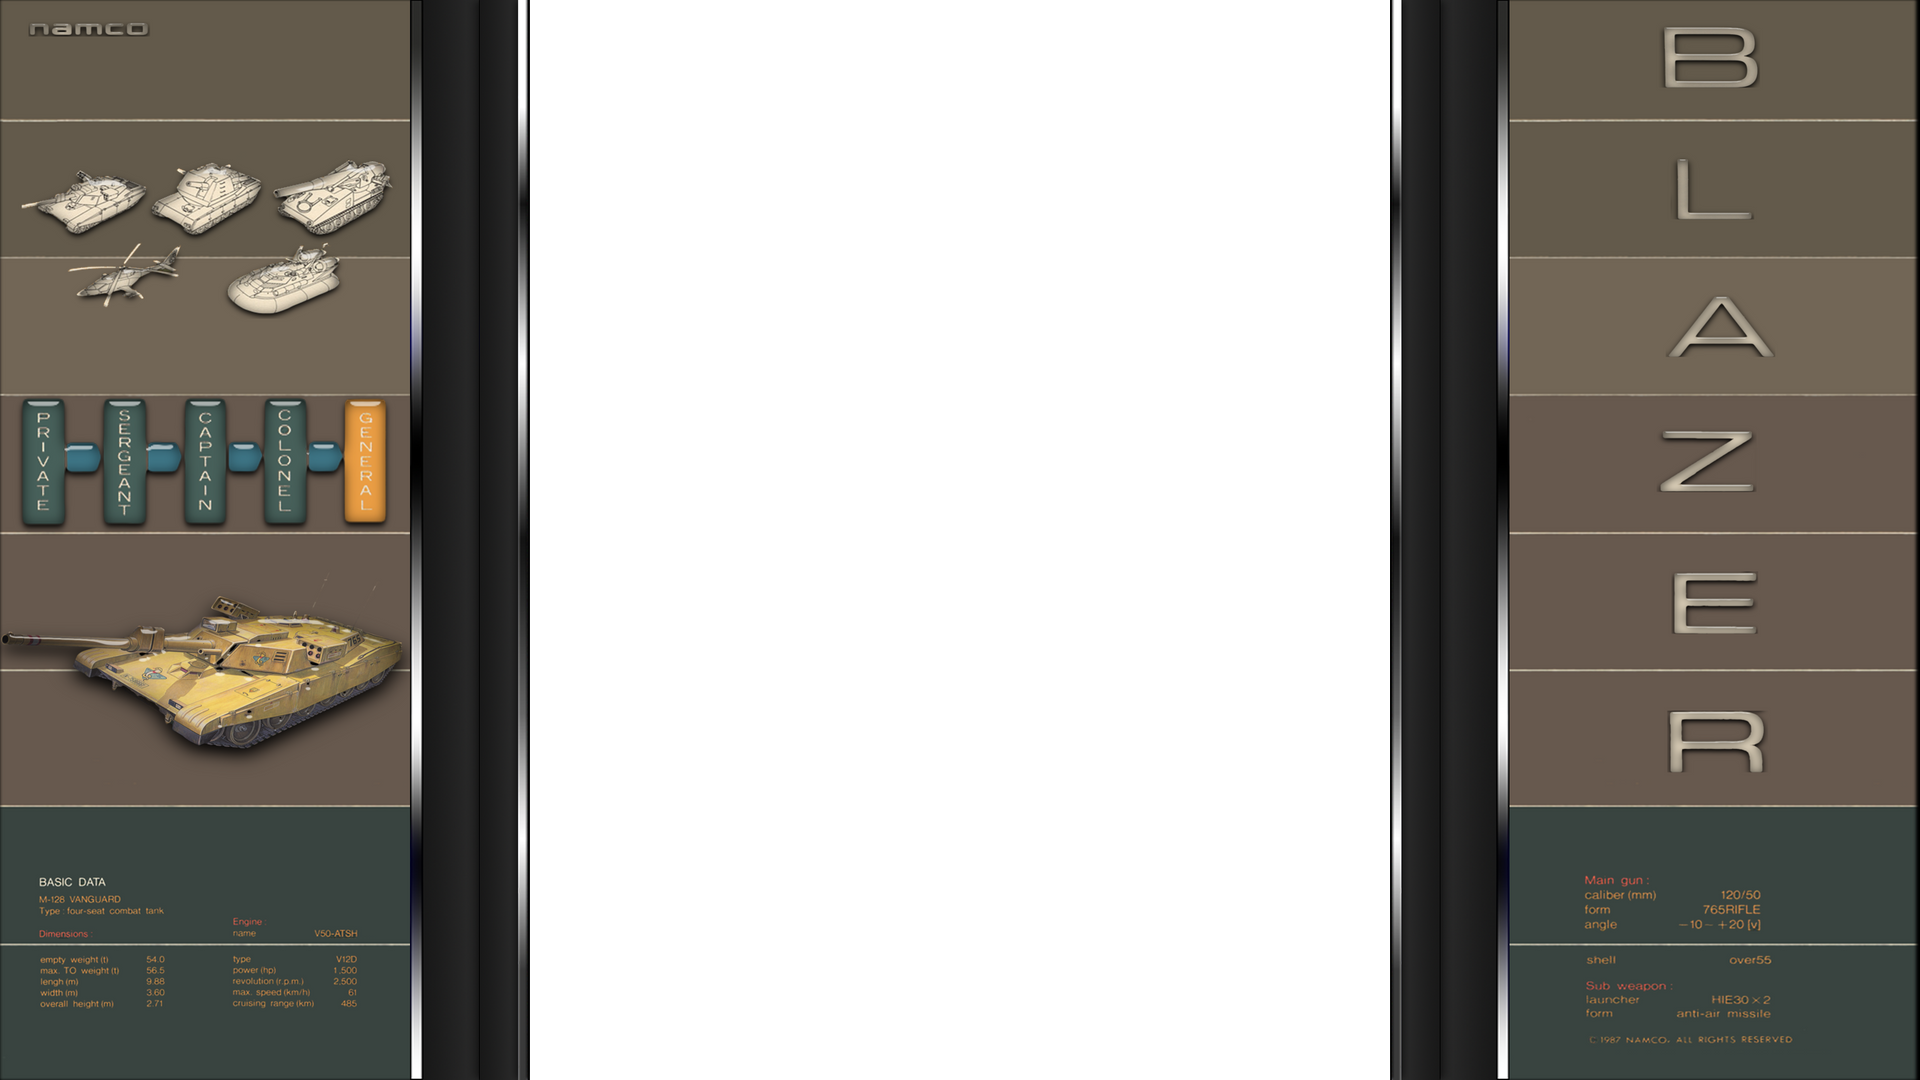 namco
PRIVATE
SERGEANT
CAPTAIN
COLONEL
GENERAL
765
BASIC DATA
M-128 VANGUARD
Type : four-seat combat tank
Dimensions :
empty weight (t) 54.0
max. TO weight (t) 56.5
lengh (m) 9.88
width (m) 3.60
overall height (m) 2.71
Engine :
name V50-ATSH
type V12D
power (hp) 1,500
revolution (r.p.m.) 2,500
max. speed (km/h) 61
cruising range (km) 485
BLAZER
Main gun :
caliber (mm) 120/50
form 765RIFLE
angle −10 ~ +20 [v]
shell over55
Sub weapon :
launcher HIE30 × 2
form anti-air missile
© 1987 NAMCO, ALL RIGHTS RESERVED